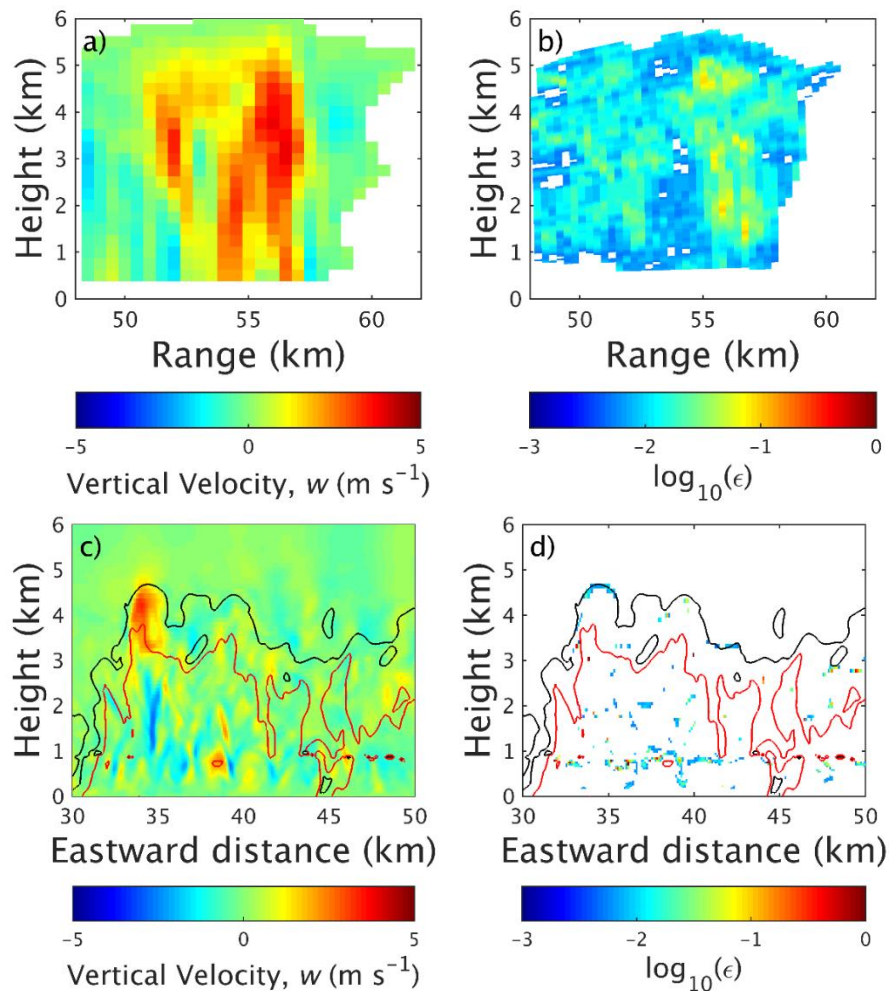 a)
6
5
4
3
2
1
0
Height (km)
50 55 60
Range (km)
−5 0 5
Vertical Velocity, w (m s⁻¹)
b)
6
5
4
3
2
1
0
Height (km)
50 55 60
Range (km)
−3 −2 −1 0
log₁₀(ϵ)
c)
6
5
4
3
2
1
0
Height (km)
30 35 40 45 50
Eastward distance (km)
−5 0 5
Vertical Velocity, w (m s⁻¹)
d)
6
5
4
3
2
1
0
Height (km)
30 35 40 45 50
Eastward distance (km)
−3 −2 −1 0
log₁₀(ϵ)